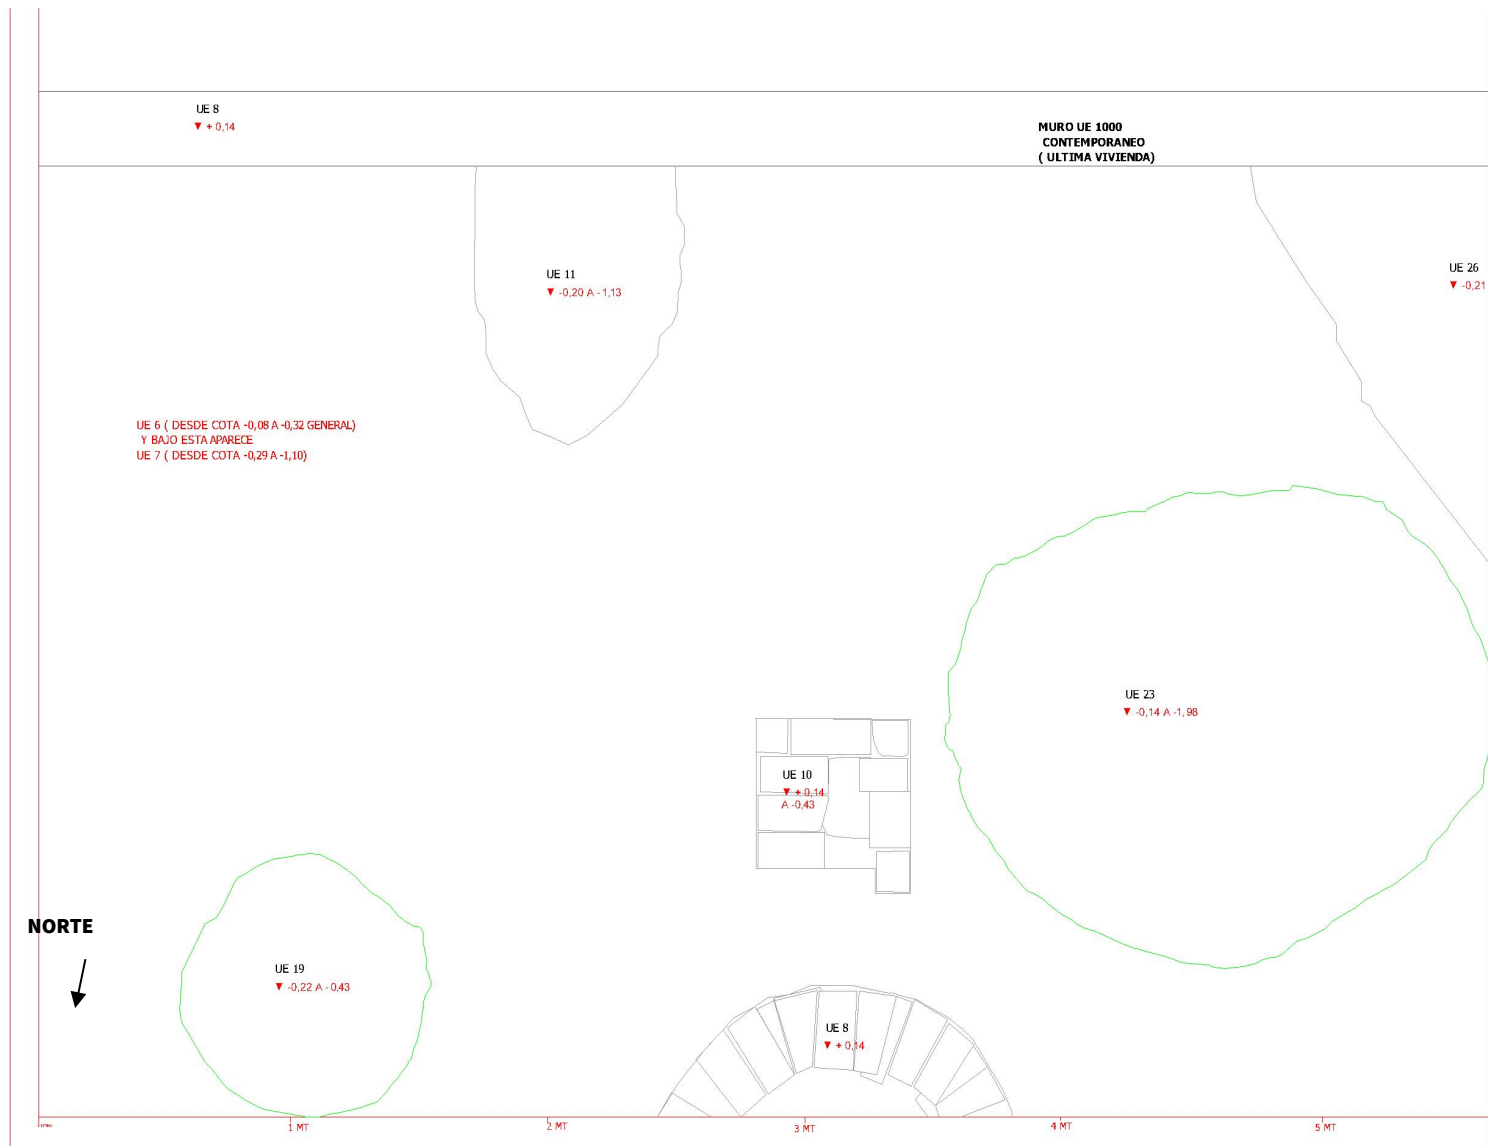 UE 8
▼ + 0,14
MURO UE 1000
CONTEMPORANEO
( ULTIMA VIVIENDA)
UE 11
▼ -0,20 A - 1,13
UE 26
▼ -0,21
UE 6 ( DESDE COTA -0,08 A -0,32 GENERAL)
Y BAJO ESTA APARECE
UE 7 ( DESDE COTA -0,29 A -1,10)
UE 23
▼ -0,14 A -1,98
UE 10
▼ + 0,14
A -0,43
NORTE
UE 19
▼ -0,22 A - 0,43
UE 8
▼ + 0,14
1 MT
2 MT
3 MT
4 MT
5 MT